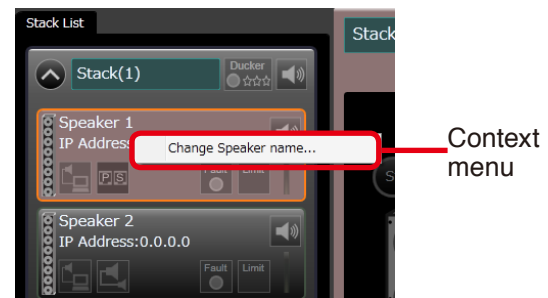 Stack List
Stack
Stack(1)
Ducker
Speaker 1
IP Address
Change Speaker name...
Context
menu
PS
Fault
Limit
Speaker 2
IP Address:0.0.0.0
Fault
Limit